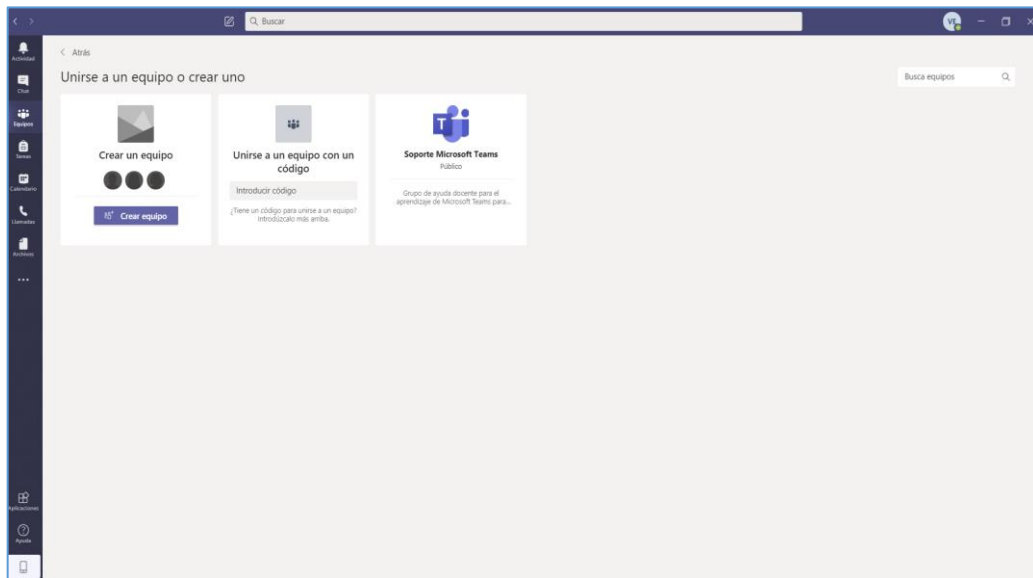 Buscar
VE
Actividad
Chat
Equipos
Tareas
Calendario
Llamadas
Archivos
Aplicaciones
Ayuda
Atrás
Unirse a un equipo o crear uno
Busca equipos
Crear un equipo
Crear equipo
Unirse a un equipo con un
código
Introducir código
¿Tiene un código para unirse a un equipo?
Introdúzcalo más arriba.
T
Soporte Microsoft Teams
Público
Grupo de ayuda docente para el
aprendizaje de Microsoft Teams para...